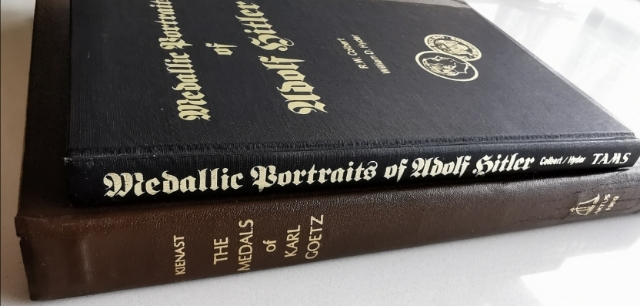 Medallic Portraits
of
Adolf Hitler
Medallic Portraits of Adolf Hitler Colbert / Hyder TAMS
KIENAST
THE
MEDALS
of
KARL
GOETZ